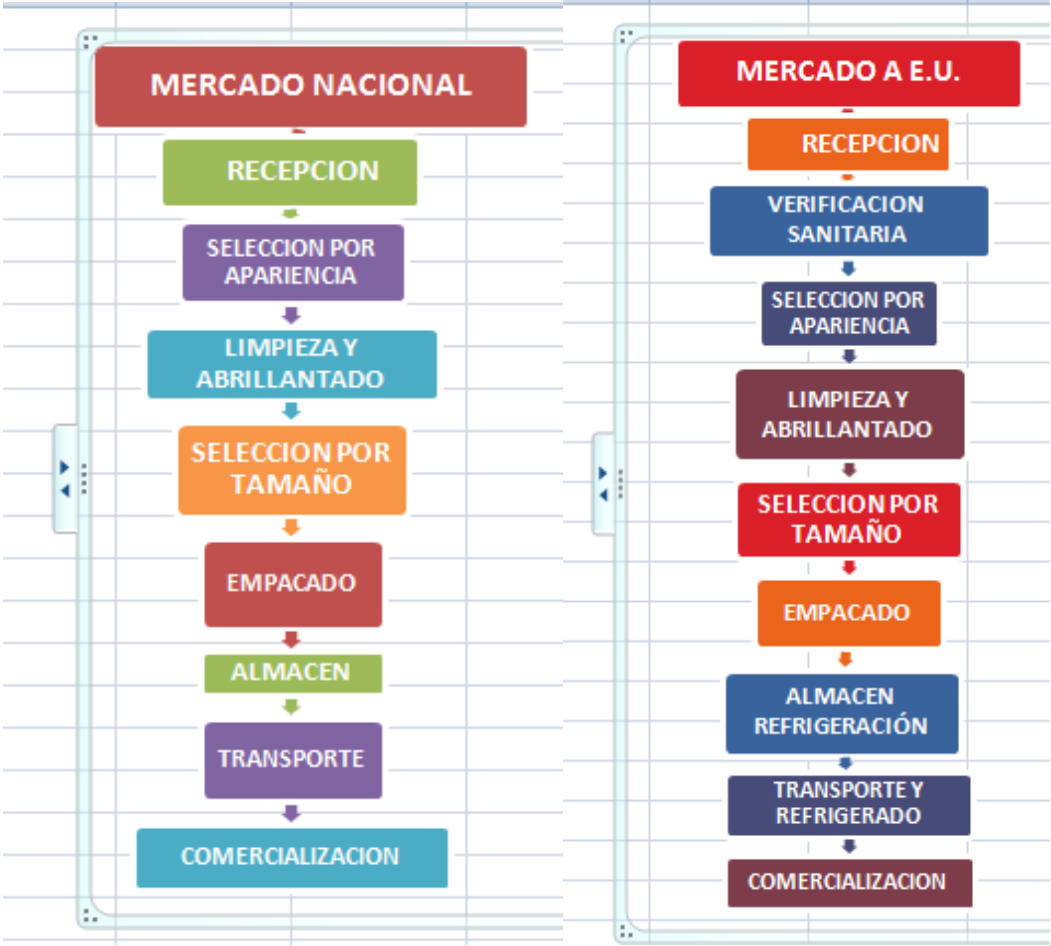 MERCADO NACIONAL
RECEPCION
SELECCION POR
APARIENCIA
LIMPIEZA Y
ABRILLANTADO
SELECCION POR
TAMAÑO
EMPACADO
ALMACEN
TRANSPORTE
COMERCIALIZACION
MERCADO A E.U.
RECEPCION
VERIFICACION
SANITARIA
SELECCION POR
APARIENCIA
LIMPIEZA Y
ABRILLANTADO
SELECCION POR
TAMAÑO
EMPACADO
ALMACEN
REFRIGERACIÓN
TRANSPORTE Y
REFRIGERADO
COMERCIALIZACION